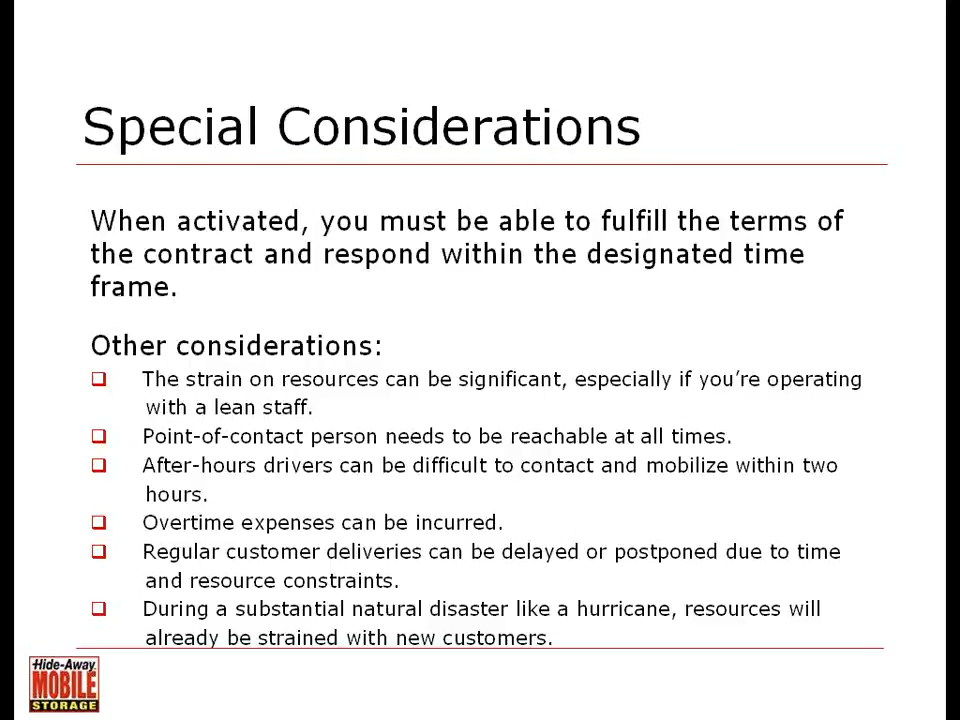 Special Considerations
When activated, you must be able to fulfill the terms of
the contract and respond within the designated time
frame.
Other considerations:
The strain on resources can be significant, especially if you’re operating
with a lean staff.
Point-of-contact person needs to be reachable at all times.
After-hours drivers can be difficult to contact and mobilize within two
hours.
Overtime expenses can be incurred.
Regular customer deliveries can be delayed or postponed due to time
and resource constraints.
During a substantial natural disaster like a hurricane, resources will
already be strained with new customers.
Hide-Away
MOBILE
STORAGE